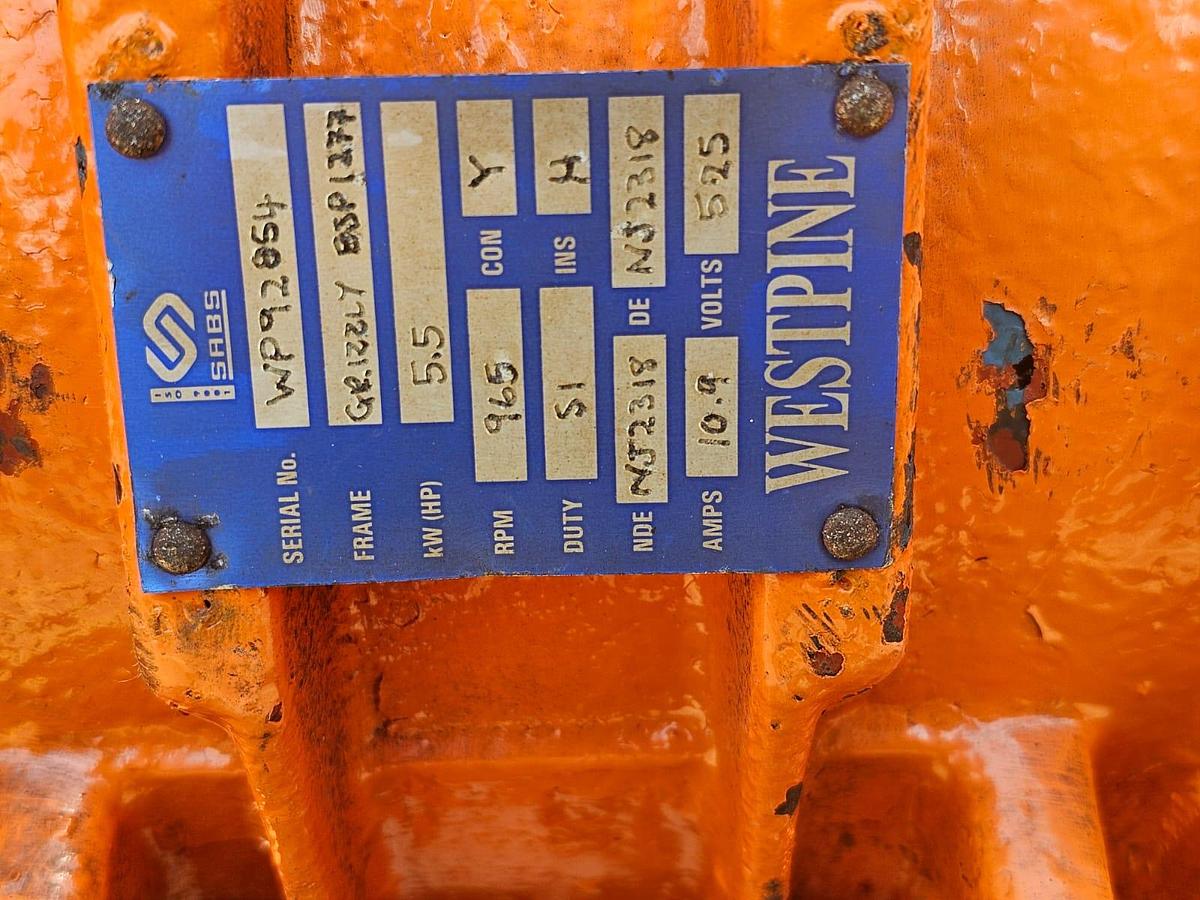 ISO 9001
SABS
SERIAL No. WP92854
FRAME GRIZZLY BSP1277
kW (HP) 5.5
RPM 965 CON Y
DUTY S1 INS H
NDE NJ2318 DE NJ2318
AMPS 10.9 VOLTS 525
WESTPINE